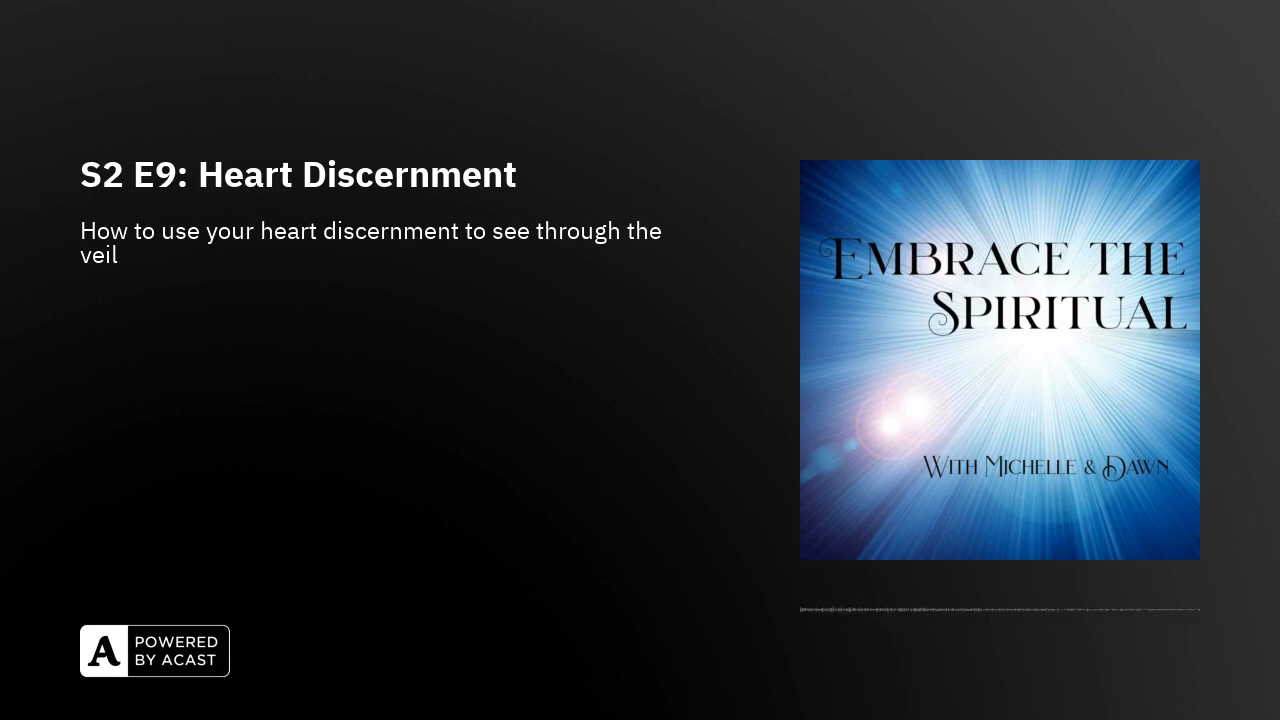 S2 E9: Heart Discernment
How to use your heart discernment to see through the
veil
EMBRACE THE
SPIRITUAL
WITH MICHELLE & DAWN
A POWERED
BY ACAST